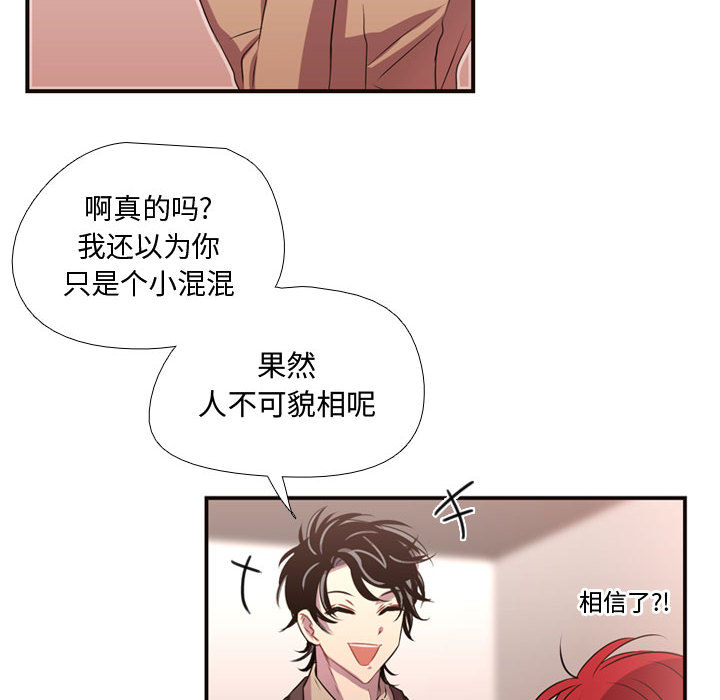 啊真的吗?
我还以为你
只是个小混混
果然
人不可貌相呢
相信了?!